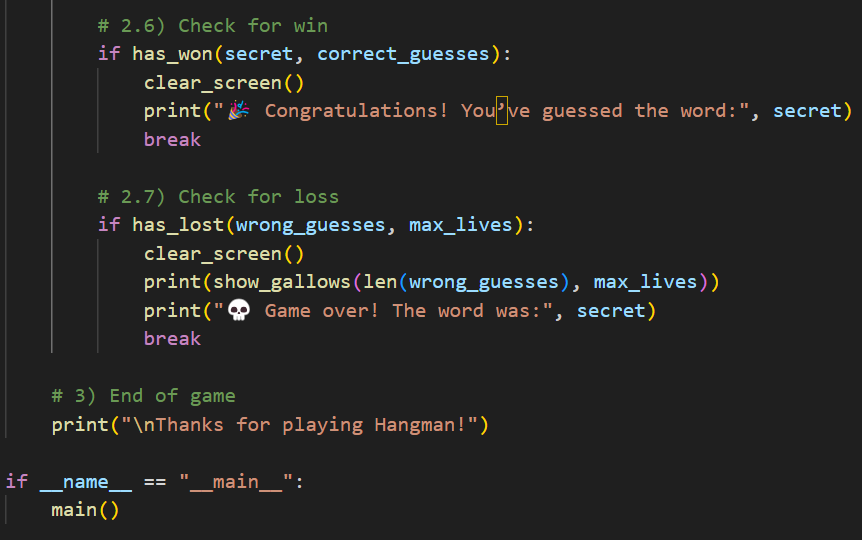 # 2.6) Check for win
if has_won(secret, correct_guesses):
clear_screen()
print("🎉 Congratulations! You’ve guessed the word:", secret)
break
# 2.7) Check for loss
if has_lost(wrong_guesses, max_lives):
clear_screen()
print(show_gallows(len(wrong_guesses), max_lives))
print("💀 Game over! The word was:", secret)
break
# 3) End of game
print("\nThanks for playing Hangman!")
if __name__ == "__main__":
main()